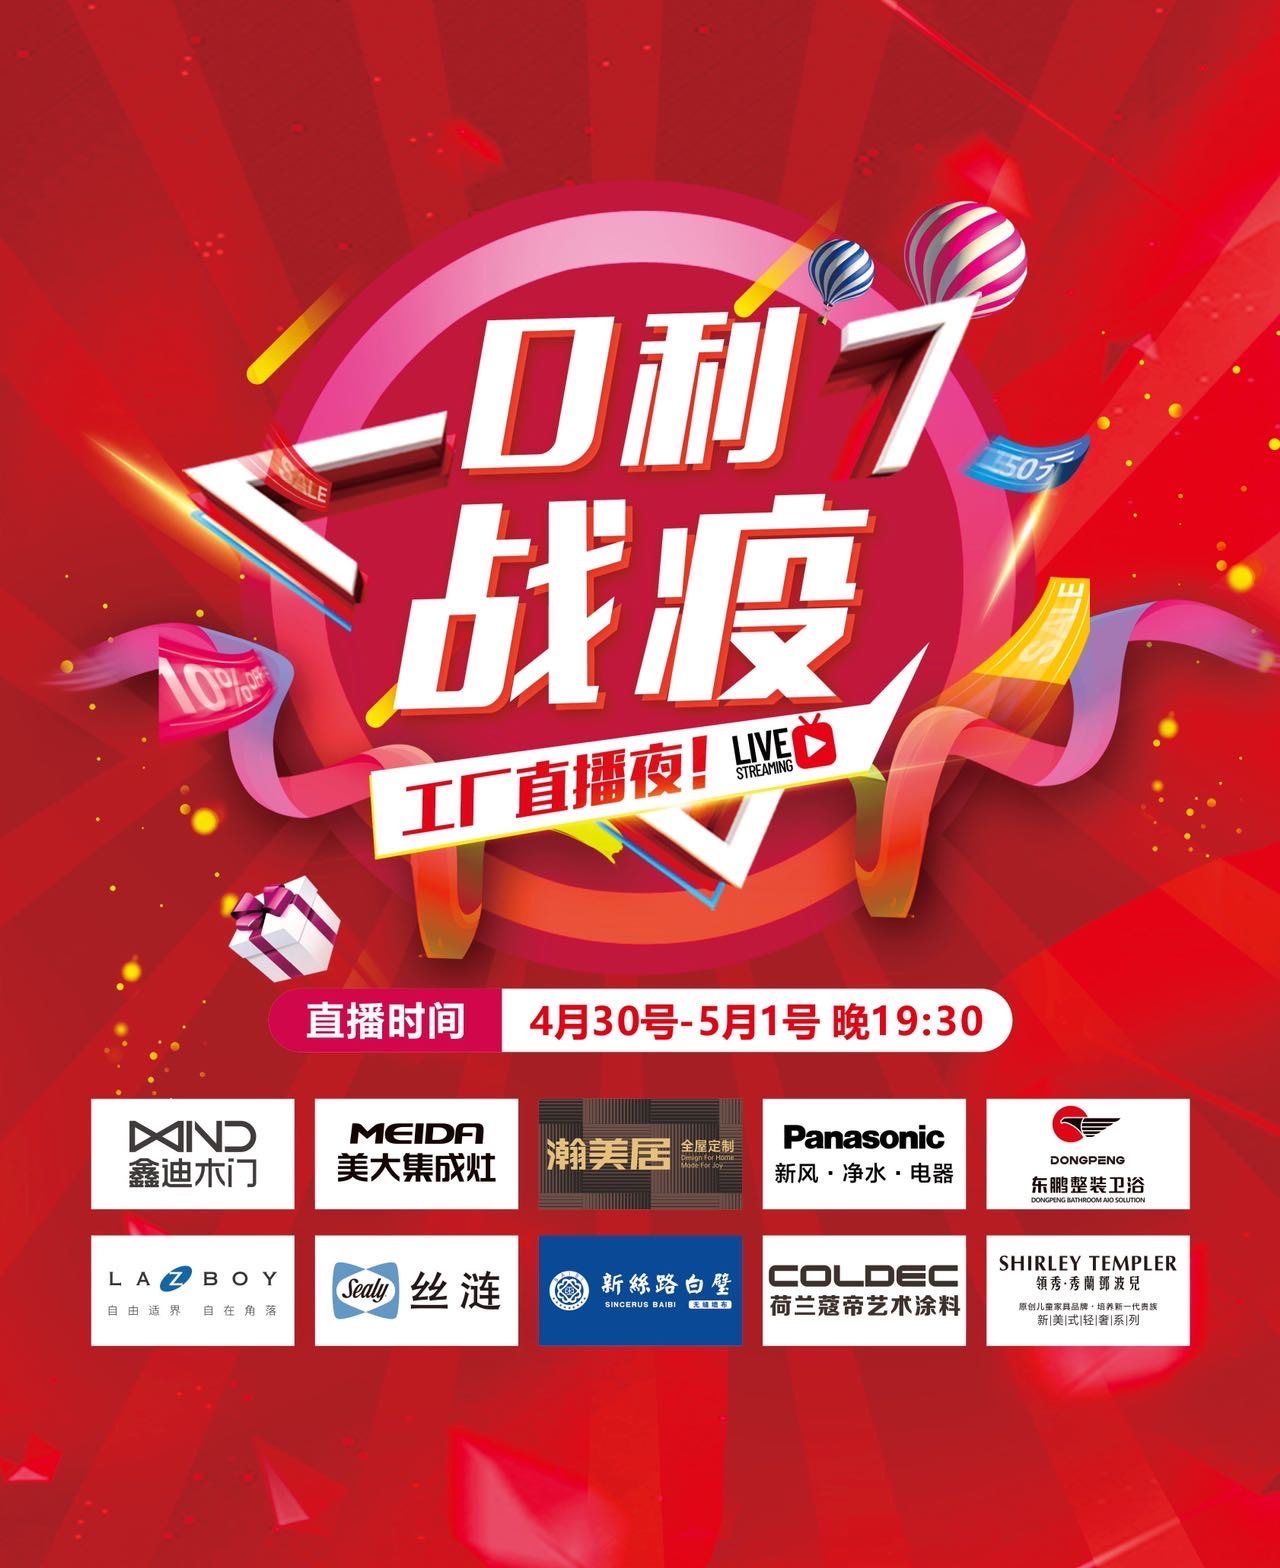 0利
战疫
SALE
150元
SALE
10%OFF
工厂直播夜! LIVE STREAMING
直播时间 4月30号-5月1号 晚19:30
MIND
鑫迪木门
MEIDA
美大集成灶
瀚美居 全屋定制
Design For Home
Made For Joy
Panasonic
新风·净水·电器
DONGPENG
东鹏整装卫浴
DONGPENG BATHROOM AIO SOLUTION
LAZBOY
自由适界 自在角落
Sealy 丝涟
新絲路白璧
SINCERUS BAIBI 无缝墙布
COLDEC
荷兰蔻帝艺术涂料
SHIRLEY TEMPLER
領秀·秀蘭鄧波兒
原创儿童家具品牌·培养新一代贵族
新|美|式|轻|奢|系|列